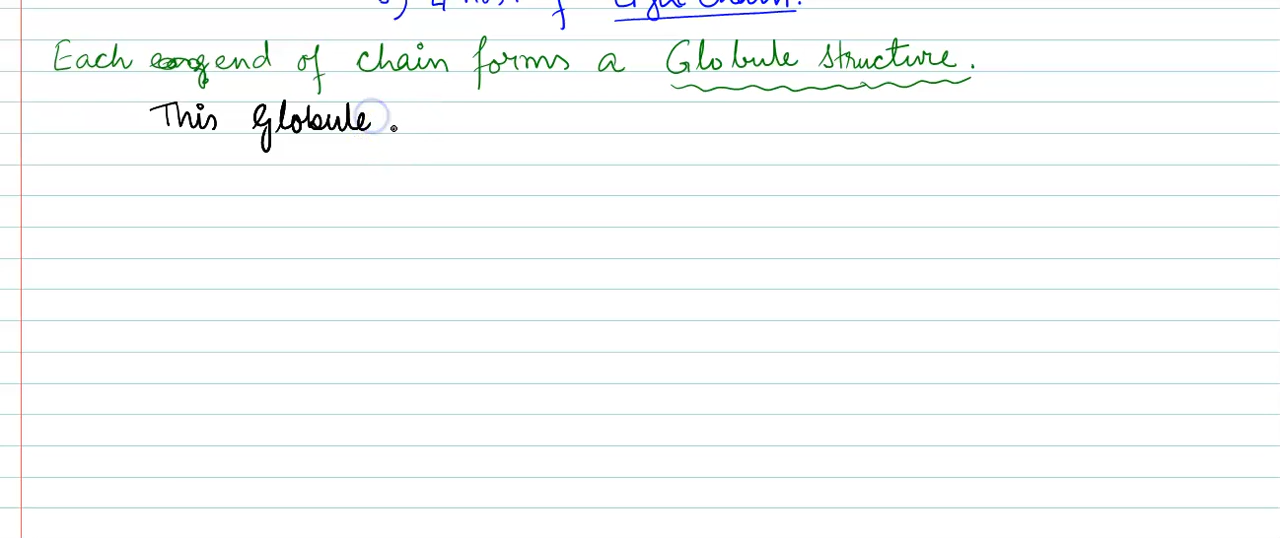 Each end of chain forms a Globule structure.
This Globule.